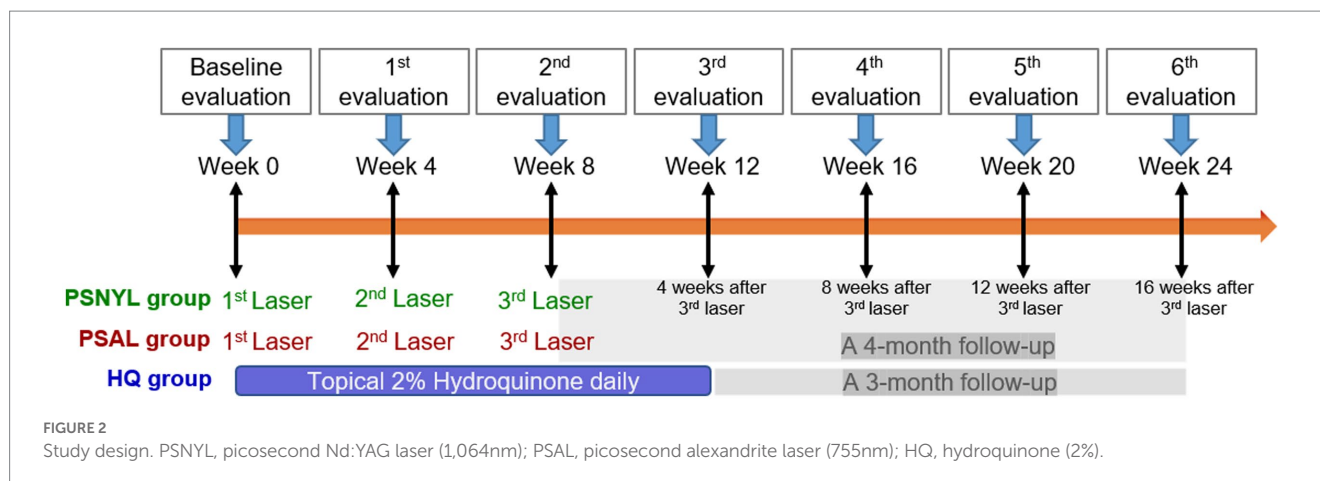 Baseline evaluation
1st evaluation
2nd evaluation
3rd evaluation
4th evaluation
5th evaluation
6th evaluation
Week 0
Week 4
Week 8
Week 12
Week 16
Week 20
Week 24
PSNYL group
1st Laser
2nd Laser
3rd Laser
4 weeks after 3rd laser
8 weeks after 3rd laser
12 weeks after 3rd laser
16 weeks after 3rd laser
PSAL group
1st Laser
2nd Laser
3rd Laser
A 4-month follow-up
HQ group
Topical 2% Hydroquinone daily
A 3-month follow-up
FIGURE 2
Study design. PSNYL, picosecond Nd:YAG laser (1,064nm); PSAL, picosecond alexandrite laser (755nm); HQ, hydroquinone (2%).